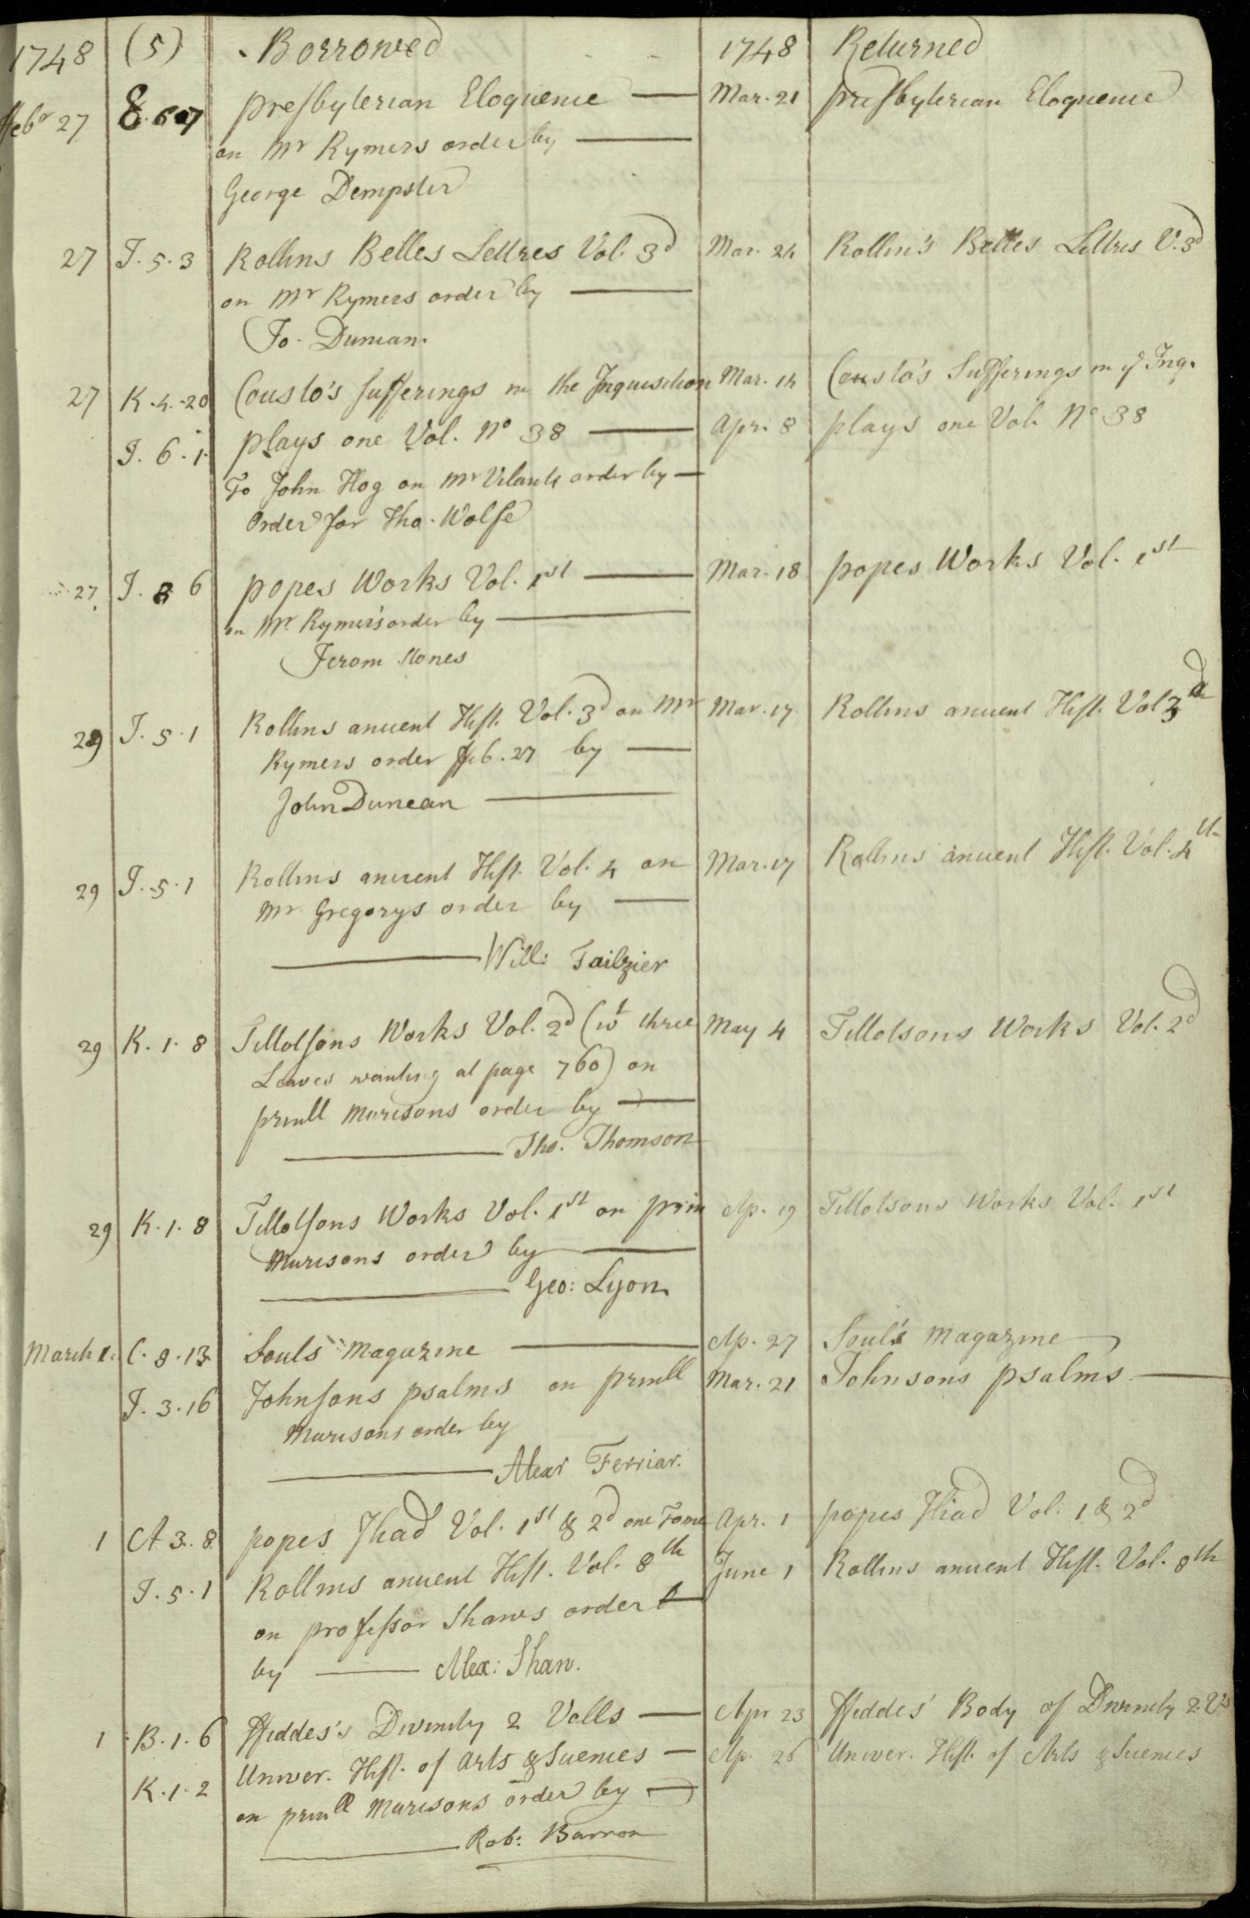 1748 (5) Borrowed 1748 Returned
Feb⁠r 27 E.6.7 presbyterian Eloquence — Mar. 21 presbyterian Eloquence
on Mr Rymers order by —
George Dempster
27 J.5.3 Rollins Belles Lettres Vol. 3d Mar. 24 Rollin's Belles Lettres V. 3d
on Mr Rymers order by —
Jo. Duncan.
27 K.4.20 Cousto's sufferings in the Inquisition Mar. 14 Cousto's Sufferings in ye Inq.
J.6.1. plays one Vol. No 38 — Apr. 8 plays one Vol. No 38
To John Hog on Mr Vilants order by —
Order for Tho. Wolfe
27 J.8 6 popes Works Vol. 1st — Mar. 18 popes Works Vol. 1st
on Mr Rymer's order by —
Jerom Stones
29 J.5.1 Rollins ancient Hist. Vol. 3d on Mr Mar. 17 Rollins ancient Hist. Vol 3d
Rymers order Feb. 27 by —
John Duncan —
29 J.5.1 Rollins ancient Hist. Vol. 4 on Mar. 17 Rollins ancient Hist. Vol. 4th
Mr Gregorys order by —
— Will: Tailzier
29 K.1.8 Tillotsons Works Vol. 2d (wt three May 4 Tillotsons Works Vol. 2d
Leaves wanting at page 760) on
prinll Murisons order by —
— Tho. Thomson
29 K.1.8 Tillotsons Works Vol. 1st on prin Ap. 19 Tillotsons Works Vol. 1st
Murisons order by —
— Geo: Lyon
March 1. C.9.13 Souls Magazine — Ap. 27 Soul's Magazine
J.3.16 Johnsons psalms on prinll Mar. 21 Johnsons psalms —
Murisons order by
— Alexr Ferriar.
1 A 3.8 popes Iliad Vol. 1st & 2d one Tome Apr. 1 popes Iliad Vol. 1 & 2d
J.5.1 Rollins ancient Hist. Vol. 8th June 1 Rollins ancient Hist. Vol. 8th
on professor Shaws order
by — Alex: Shaw.
1 B.1.6 Ffiddes's Divinity 2 Volls — Apr 23 Ffiddes' Body of Divinity 2 Vs
K.1.2 Univer. Hist. of Arts & Sciences — Ap. 26 Univer. Hist. of Arts & Sciences
on prinll Murisons order by —
— Rob: Barron